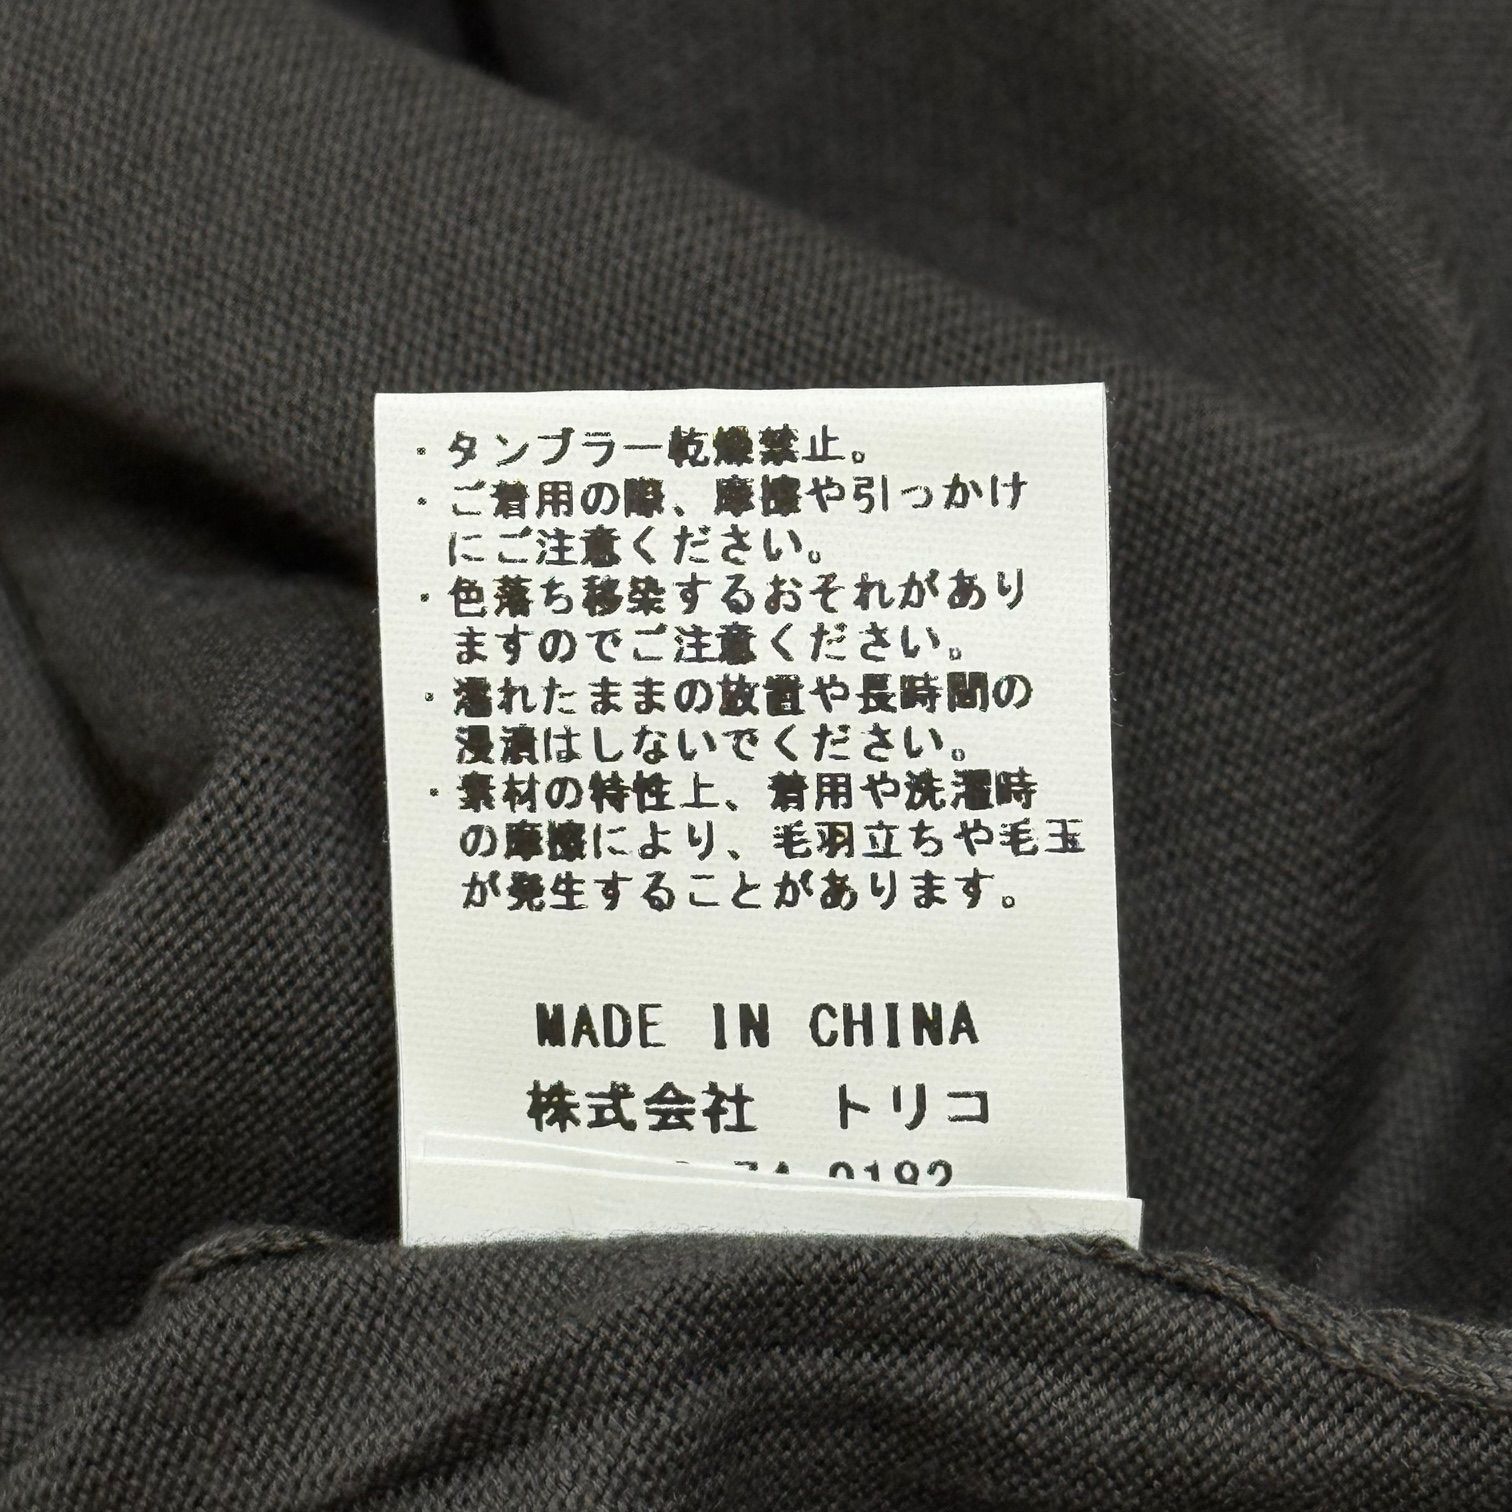 ・タンブラー乾燥禁止。
・ご着用の際、摩擦や引っかけ
にご注意ください。
・色落ち移染するおそれがあり
ますのでご注意ください。
・濡れたままの放置や長時間の
浸漬はしないでください。
・素材の特性上、着用や洗濯時
の摩擦により、毛羽立ちや毛玉
が発生することがあります。
MADE IN CHINA
株式会社 トリコ